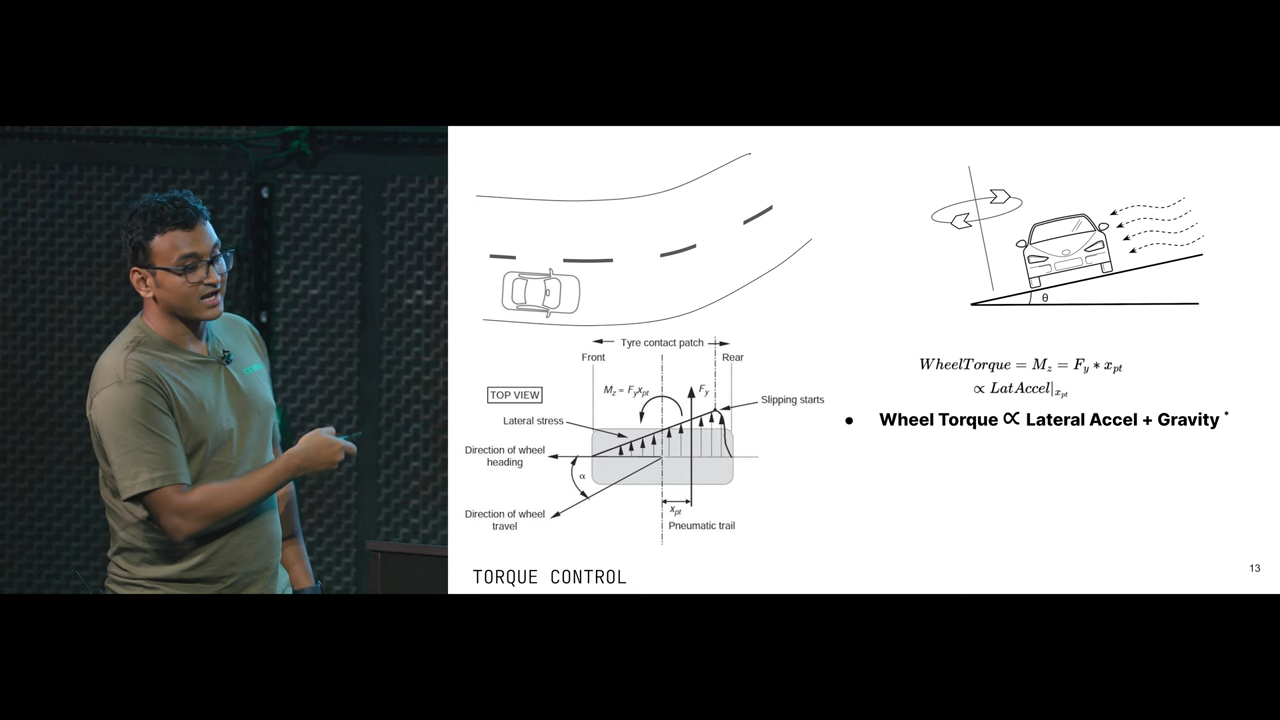 Tyre contact patch
Front
Rear
TOP VIEW
M_z = F_y x_pt
F_y
Slipping starts
Lateral stress
Direction of wheel
heading
α
Direction of wheel
travel
x_pt
Pneumatic trail
θ
WheelTorque = M_z = F_y * x_pt
∝ LatAccel|_{x_pt}
● Wheel Torque ∝ Lateral Accel + Gravity *
TORQUE CONTROL
13